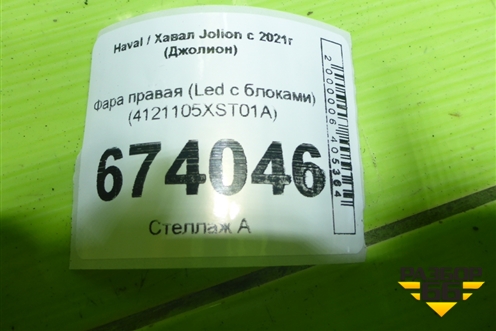 Haval / Хавал Jolion с 2021г
(Джолион)
Фара правая (Led с блоками)
(4121105XST01A)
674046
Стеллаж А